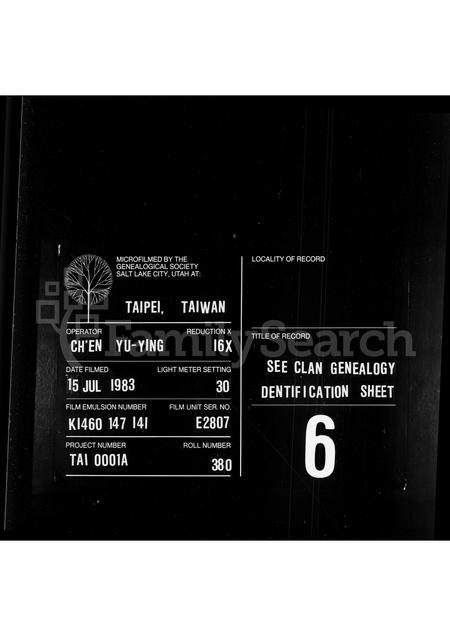 MICROFILMED BY THE
GENEALOGICAL SOCIETY
SALT LAKE CITY, UTAH AT:
TAIPEI, TAIWAN
OPERATOR REDUCTION X
CH'EN YU-YING 16X
DATE FILMED LIGHT METER SETTING
15 JUL 1983 30
FILM EMULSION NUMBER FILM UNIT SER. NO.
K1460 147 141 E2807
PROJECT NUMBER ROLL NUMBER
TAI 0001A 380
LOCALITY OF RECORD
TITLE OF RECORD
SEE CLAN GENEALOGY
DENTIFICATION SHEET
6
FamilySearch